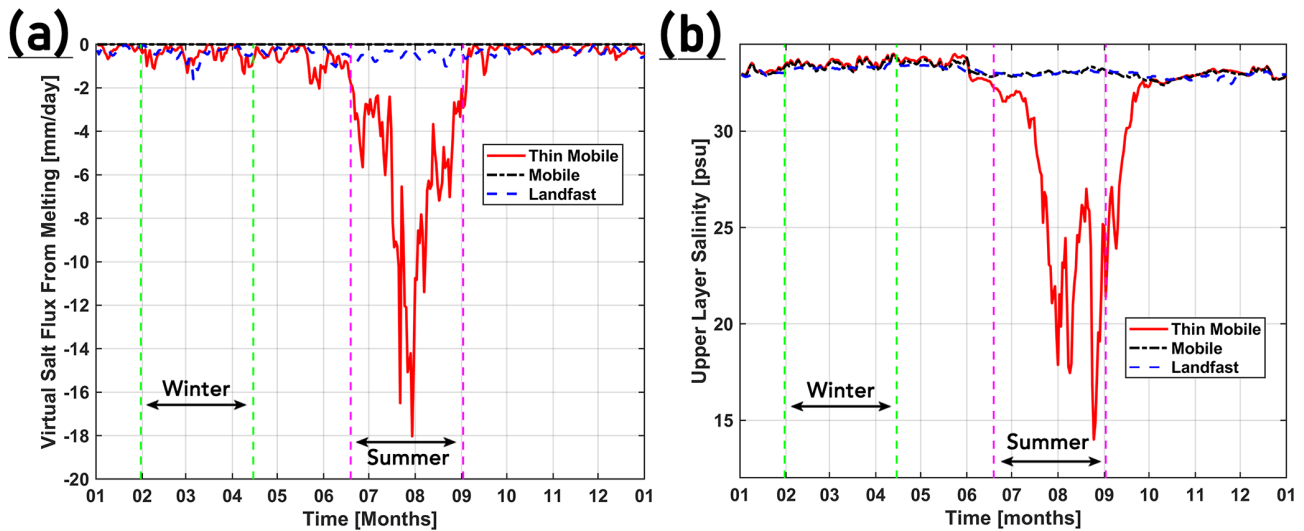 (a)
Virtual Salt Flux From Melting [mm/day]
0
-2
-4
-6
-8
-10
-12
-14
-16
-18
-20
Thin Mobile
Mobile
Landfast
Winter
Summer
01 02 03 04 05 06 07 08 09 10 11 12 01
Time [Months]
(b)
Upper Layer Salinity [psu]
30
25
20
15
Thin Mobile
Mobile
Landfast
Winter
Summer
01 02 03 04 05 06 07 08 09 10 11 12 01
Time [months]